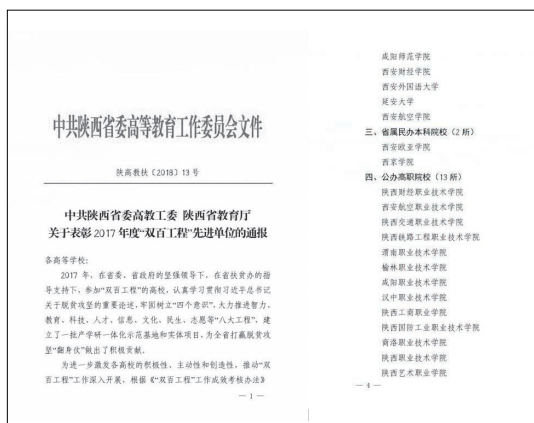 中共陕西省委高等教育工作委员会文件
陕高教扶〔2018〕13号
中共陕西省委高教工委 陕西省教育厅
关于表彰2017年度“双百工程”先进单位的通报
各高等学校:
2017年，在省委、省政府的坚强领导下，在省扶贫办的指
导支持下，参加“双百工程”的高校，认真学习贯彻习近平总书记
关于脱贫攻坚的重要论述，牢固树立“四个意识”，大力推进智力、
教育、科技、人才、信息、文化、民生、志愿等“八大工程”，建
立了一批产学研一体化示范基地和实体项目，为全省打赢脱贫攻
坚“翻身仗”做出了积极贡献。
为进一步激发各高校的积极性、主动性和创造性，推动“双
百工程”工作深入开展，根据《“双百工程”工作成效考核办法》
— 1 —
咸阳师范学院
西安财经学院
西安外国语大学
延安大学
西安航空学院
三、省属民办本科院校（2所）
西安欧亚学院
西京学院
四、公办高职院校（13所）
陕西财经职业技术学院
西安航空职业技术学院
陕西交通职业技术学院
陕西铁路工程职业技术学院
渭南职业技术学院
榆林职业技术学院
咸阳职业技术学院
汉中职业技术学院
陕西工商职业学院
陕西国际工业职业技术学院
商洛职业技术学院
陕西职业技术学院
陕西艺术职业学院
— 4 —